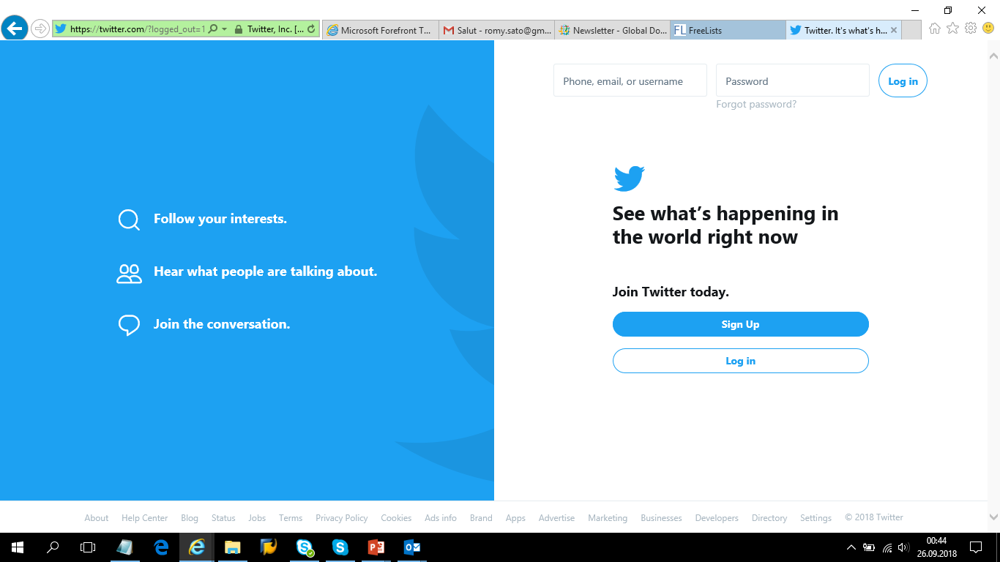 https://twitter.com/?logged_out=1
Twitter, Inc. [...
Microsoft Forefront T...
Salut - romy.sato@gm...
Newsletter - Global Do...
FL FreeLists
Twitter. It's what's h...
Phone, email, or username
Password
Log in
Forgot password?
Follow your interests.
Hear what people are talking about.
Join the conversation.
See what’s happening in
the world right now
Join Twitter today.
Sign Up
Log in
About Help Center Blog Status Jobs Terms Privacy Policy Cookies Ads info Brand Apps Advertise Marketing Businesses Developers Directory Settings © 2018 Twitter
00:44
26.09.2018